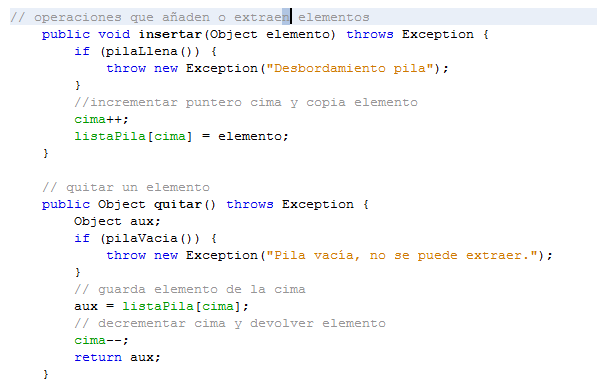 // operaciones que añaden o extraen elementos
public void insertar(Object elemento) throws Exception {
if (pilaLlena()) {
throw new Exception("Desbordamiento pila");
}
//incrementar puntero cima y copia elemento
cima++;
listaPila[cima] = elemento;
}
// quitar un elemento
public Object quitar() throws Exception {
Object aux;
if (pilaVacia()) {
throw new Exception("Pila vacía, no se puede extraer.");
}
// guarda elemento de la cima
aux = listaPila[cima];
// decrementar cima y devolver elemento
cima--;
return aux;
}